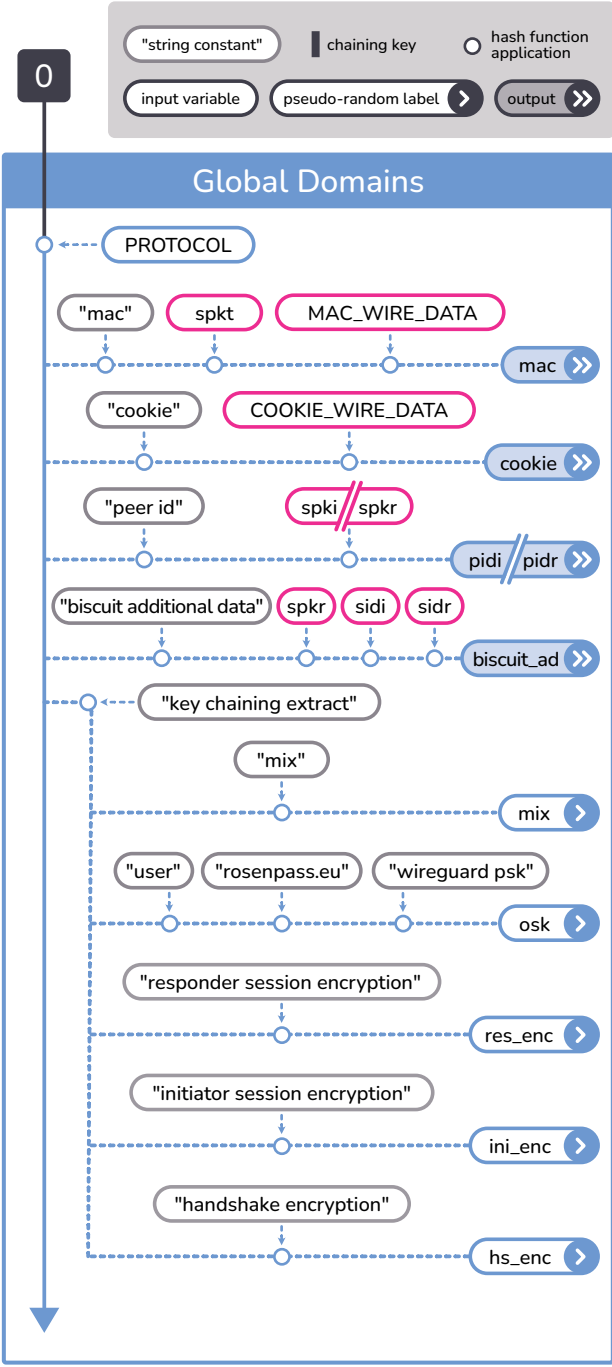 "string constant"
chaining key
hash function
application
0
input variable
pseudo-random label
output
Global Domains
PROTOCOL
"mac"
spkt
MAC_WIRE_DATA
mac
"cookie"
COOKIE_WIRE_DATA
cookie
"peer id"
spki // spkr
pidi // pidr
"biscuit additional data"
spkr
sidi
sidr
biscuit_ad
"key chaining extract"
"mix"
mix
"user"
"rosenpass.eu"
"wireguard psk"
osk
"responder session encryption"
res_enc
"initiator session encryption"
ini_enc
"handshake encryption"
hs_enc